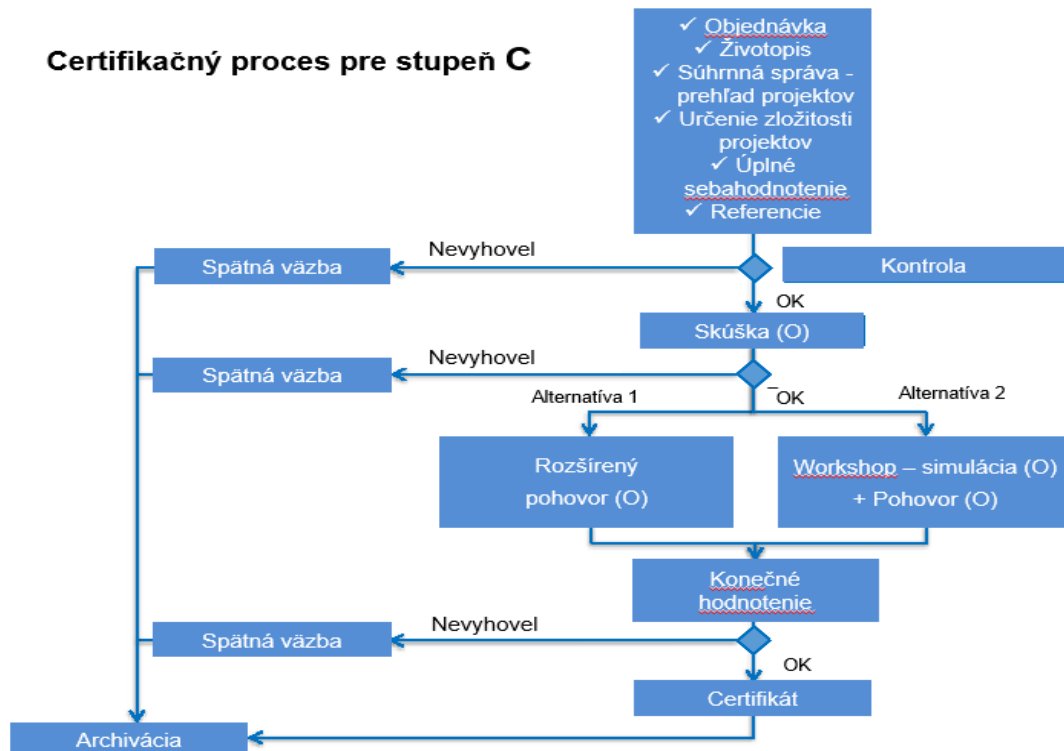 Certifikačný proces pre stupeň C
✓ Objednávka
✓ Životopis
✓ Súhrnná správa -
prehľad projektov
✓ Určenie zložitosti
projektov
✓ Úplné
sebahodnotenie
✓ Referencie
Nevyhovel
Spätná väzba
Kontrola
OK
Skúška (O)
Nevyhovel
Spätná väzba
Alternatíva 1
OK
Alternatíva 2
Rozšírený
pohovor (O)
Workshop – simulácia (O)
+ Pohovor (O)
Konečné
hodnotenie
Nevyhovel
Spätná väzba
OK
Certifikát
Archivácia